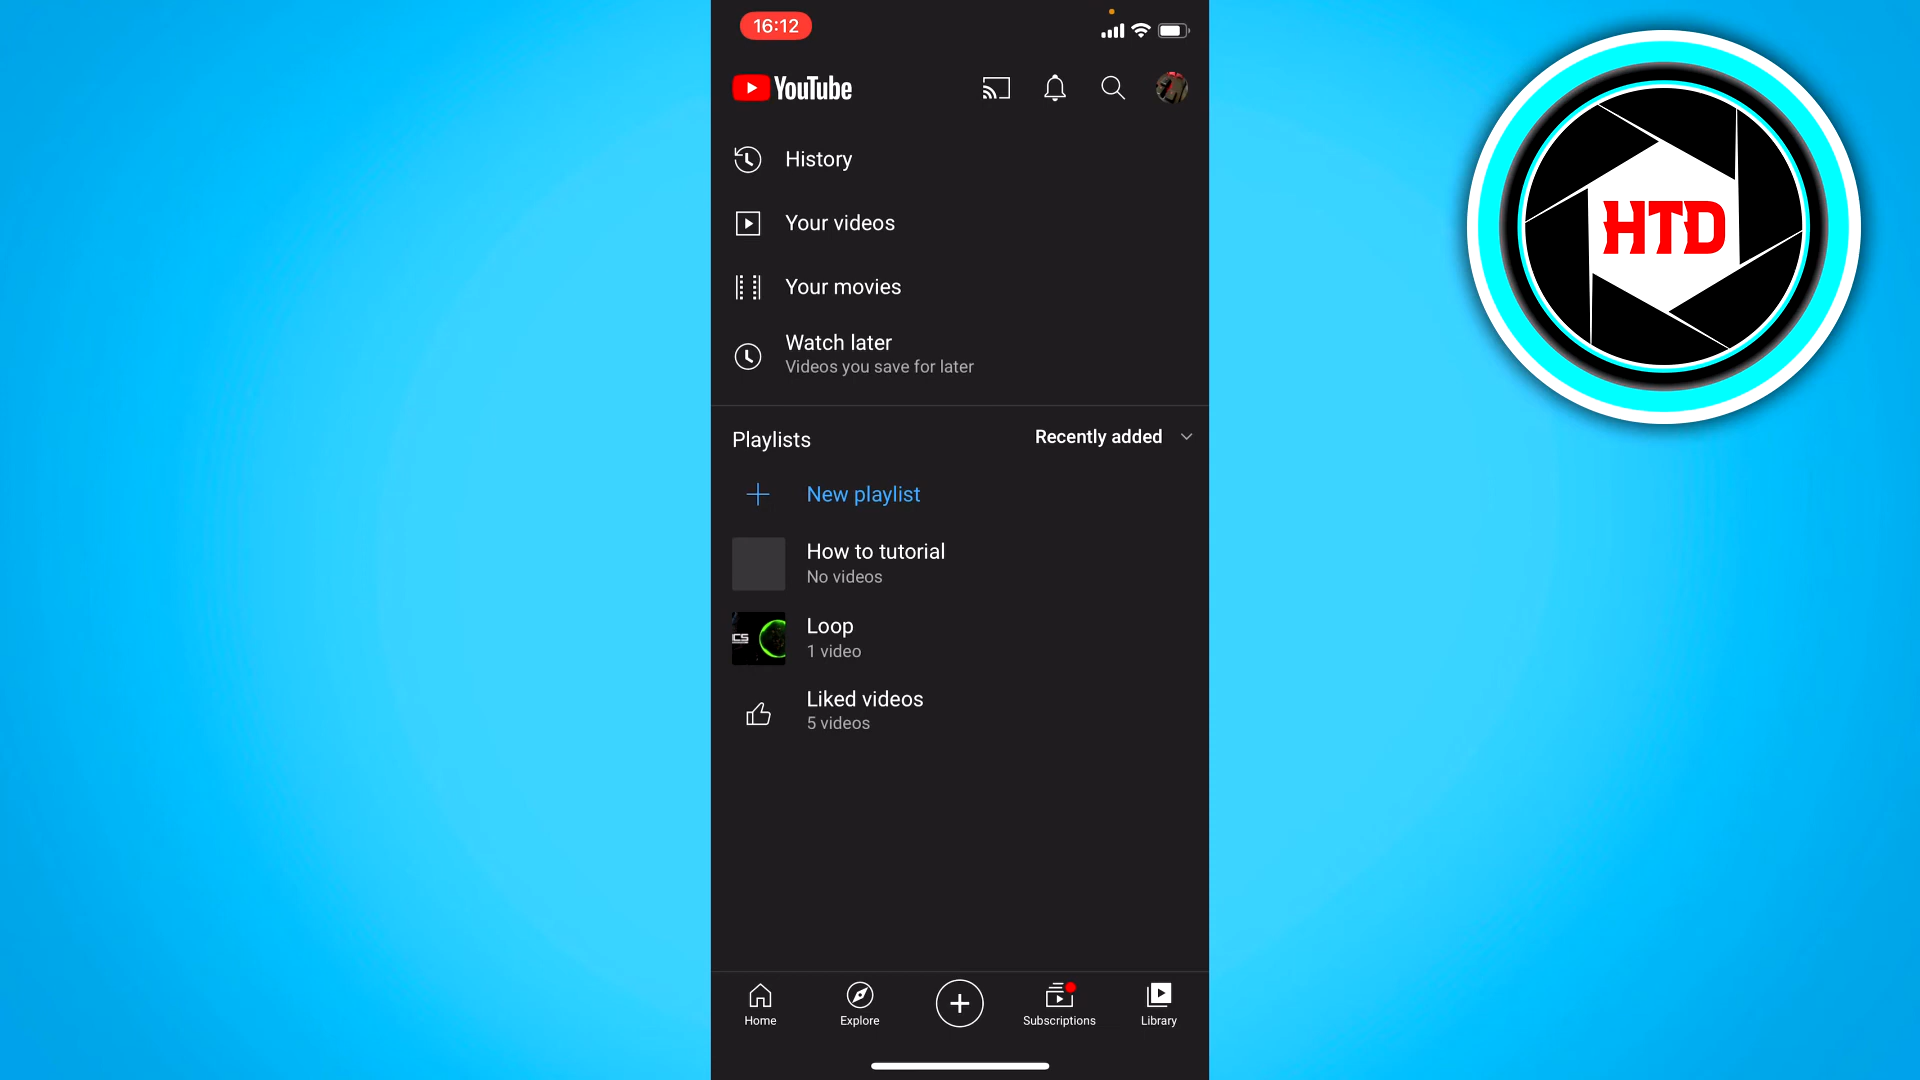 16:12
YouTube
History
Your videos
Your movies
Watch later
Videos you save for later
Playlists
Recently added
New playlist
How to tutorial
No videos
CS
Loop
1 video
Liked videos
5 videos
Home
Explore
Subscriptions
Library
HTD